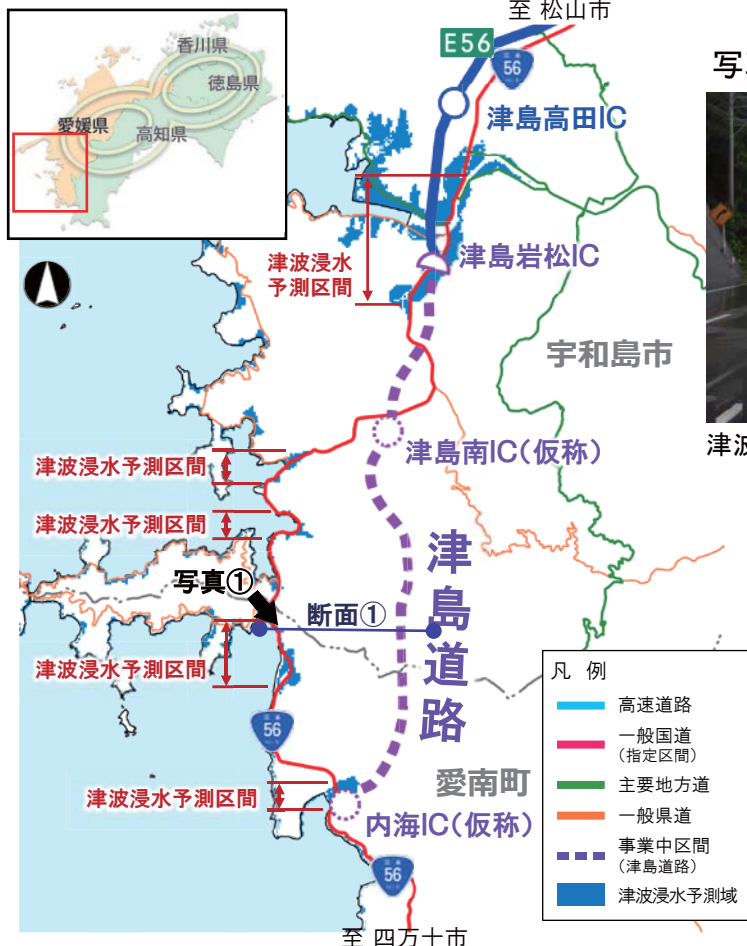 至 松山市
香川県
徳島県
愛媛県
高知県
E56
56
津島高田IC
写
津島岩松IC
津波浸水
予測区間
宇和島市
津島南IC(仮称)
津波
津波浸水予測区間
津波浸水予測区間
津島道路
写真①
断面①
津波浸水予測区間
56
愛南町
津波浸水予測区間
内海IC(仮称)
56
至 四万十市
凡 例
高速道路
一般国道
(指定区間)
主要地方道
一般県道
事業中区間
(津島道路)
津波浸水予測域